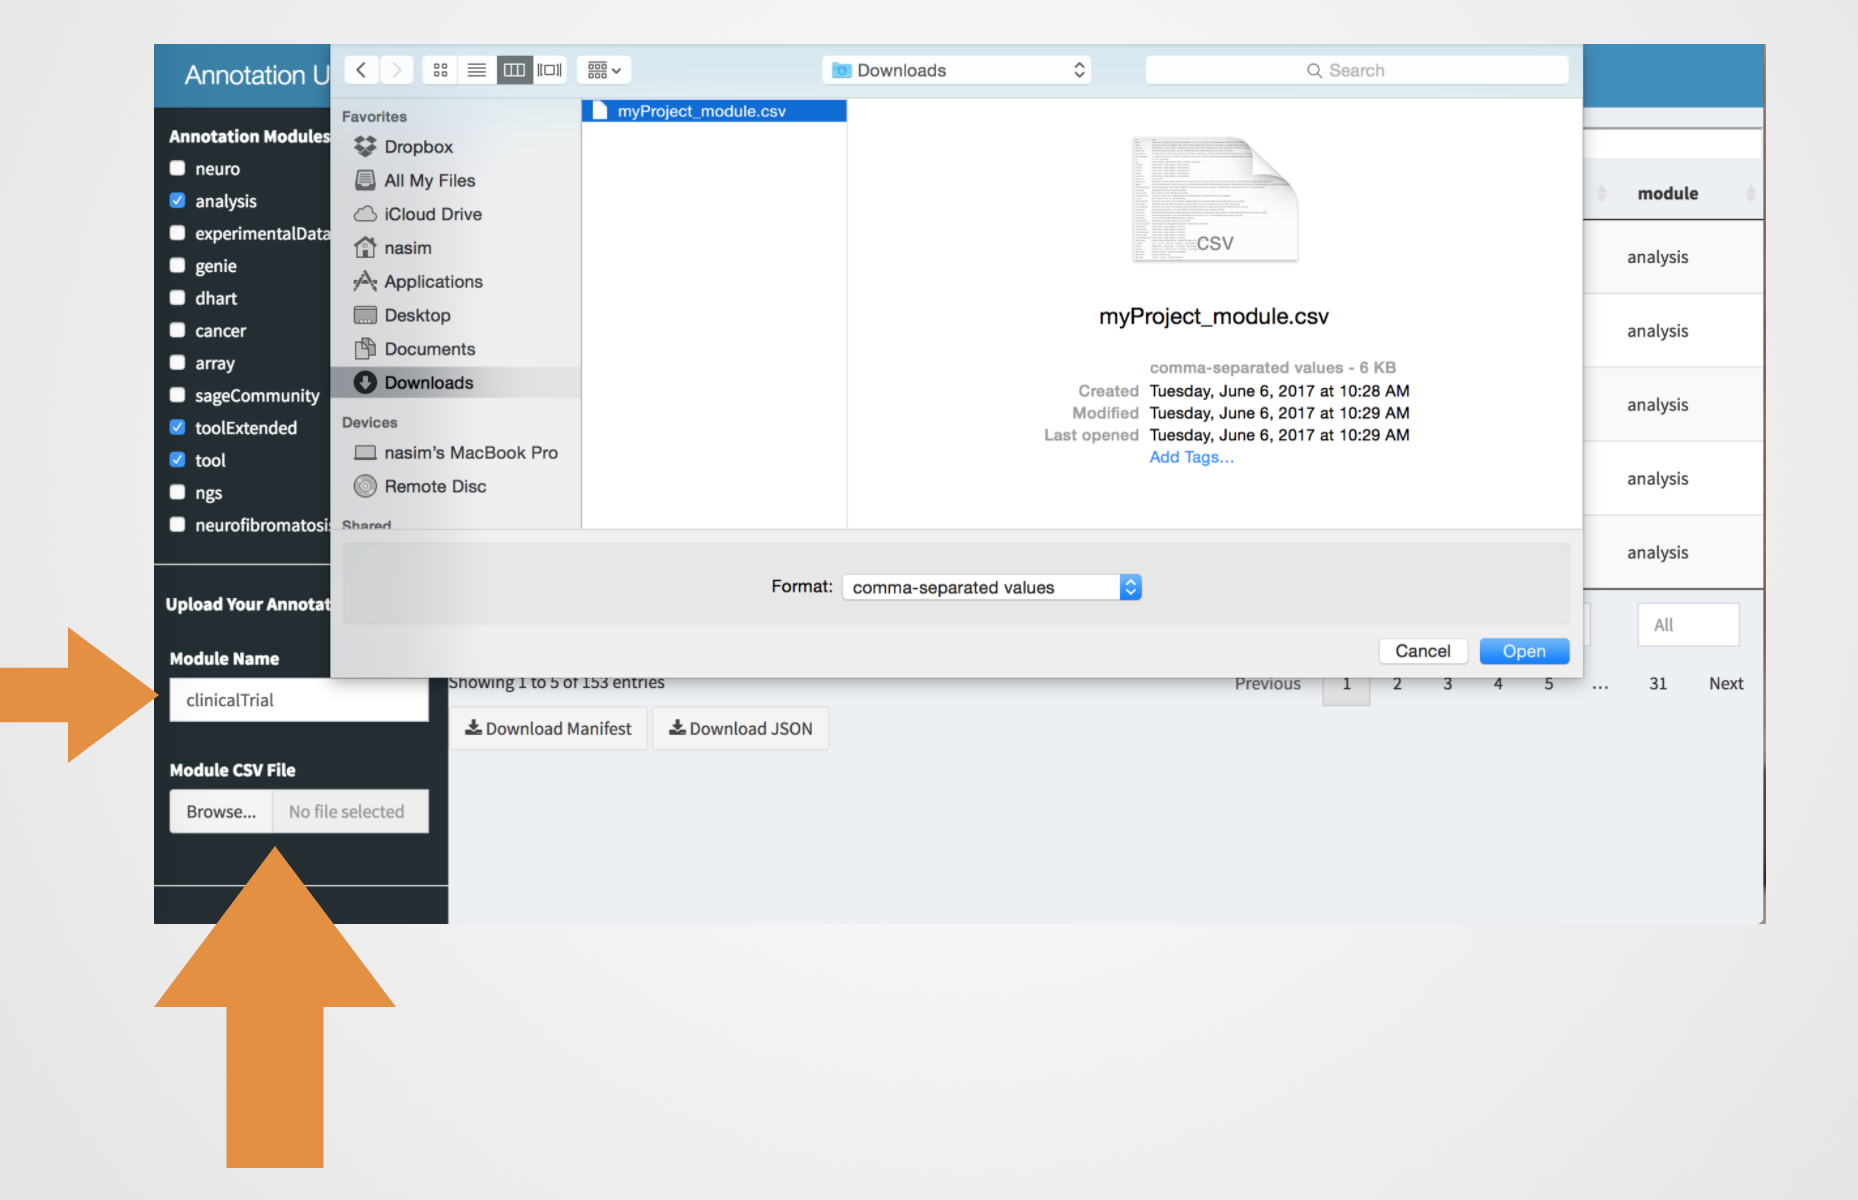 Annotation U
Downloads
Search
Annotation Modules
neuro
analysis
experimentalData
genie
dhart
cancer
array
sageCommunity
toolExtended
tool
ngs
neurofibromatosis
Upload Your Annotat
Module Name
clinicalTrial
Module CSV File
Browse... No file selected
Favorites
Dropbox
All My Files
iCloud Drive
nasim
Applications
Desktop
Documents
Downloads
Devices
nasim's MacBook Pro
Remote Disc
Shared
myProject_module.csv
CSV
myProject_module.csv
comma-separated values - 6 KB
Created Tuesday, June 6, 2017 at 10:28 AM
Modified Tuesday, June 6, 2017 at 10:29 AM
Last opened Tuesday, June 6, 2017 at 10:29 AM
Add Tags...
Format: comma-separated values
Cancel Open
module
analysis
analysis
analysis
analysis
analysis
All
Showing 1 to 5 of 153 entries
Previous 1 2 3 4 5 ... 31 Next
Download Manifest Download JSON